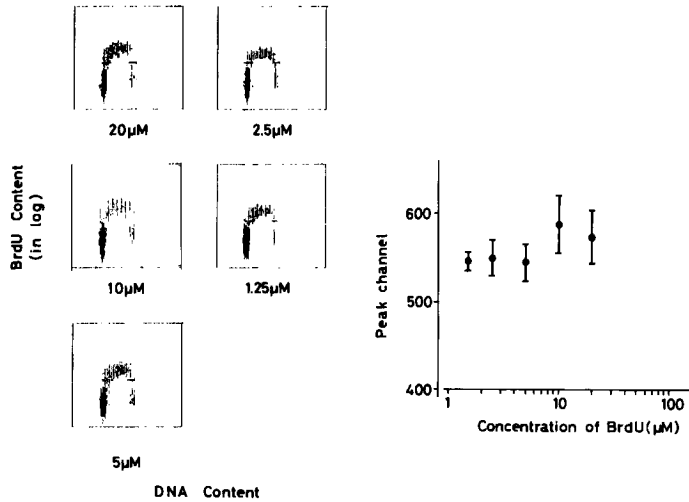 20µM
2.5µM
BrdU Content
(in log)
10µM
1.25µM
5µM
DNA Content
Peak channel
600
500
400
1
10
100
Concentration of BrdU(µM)